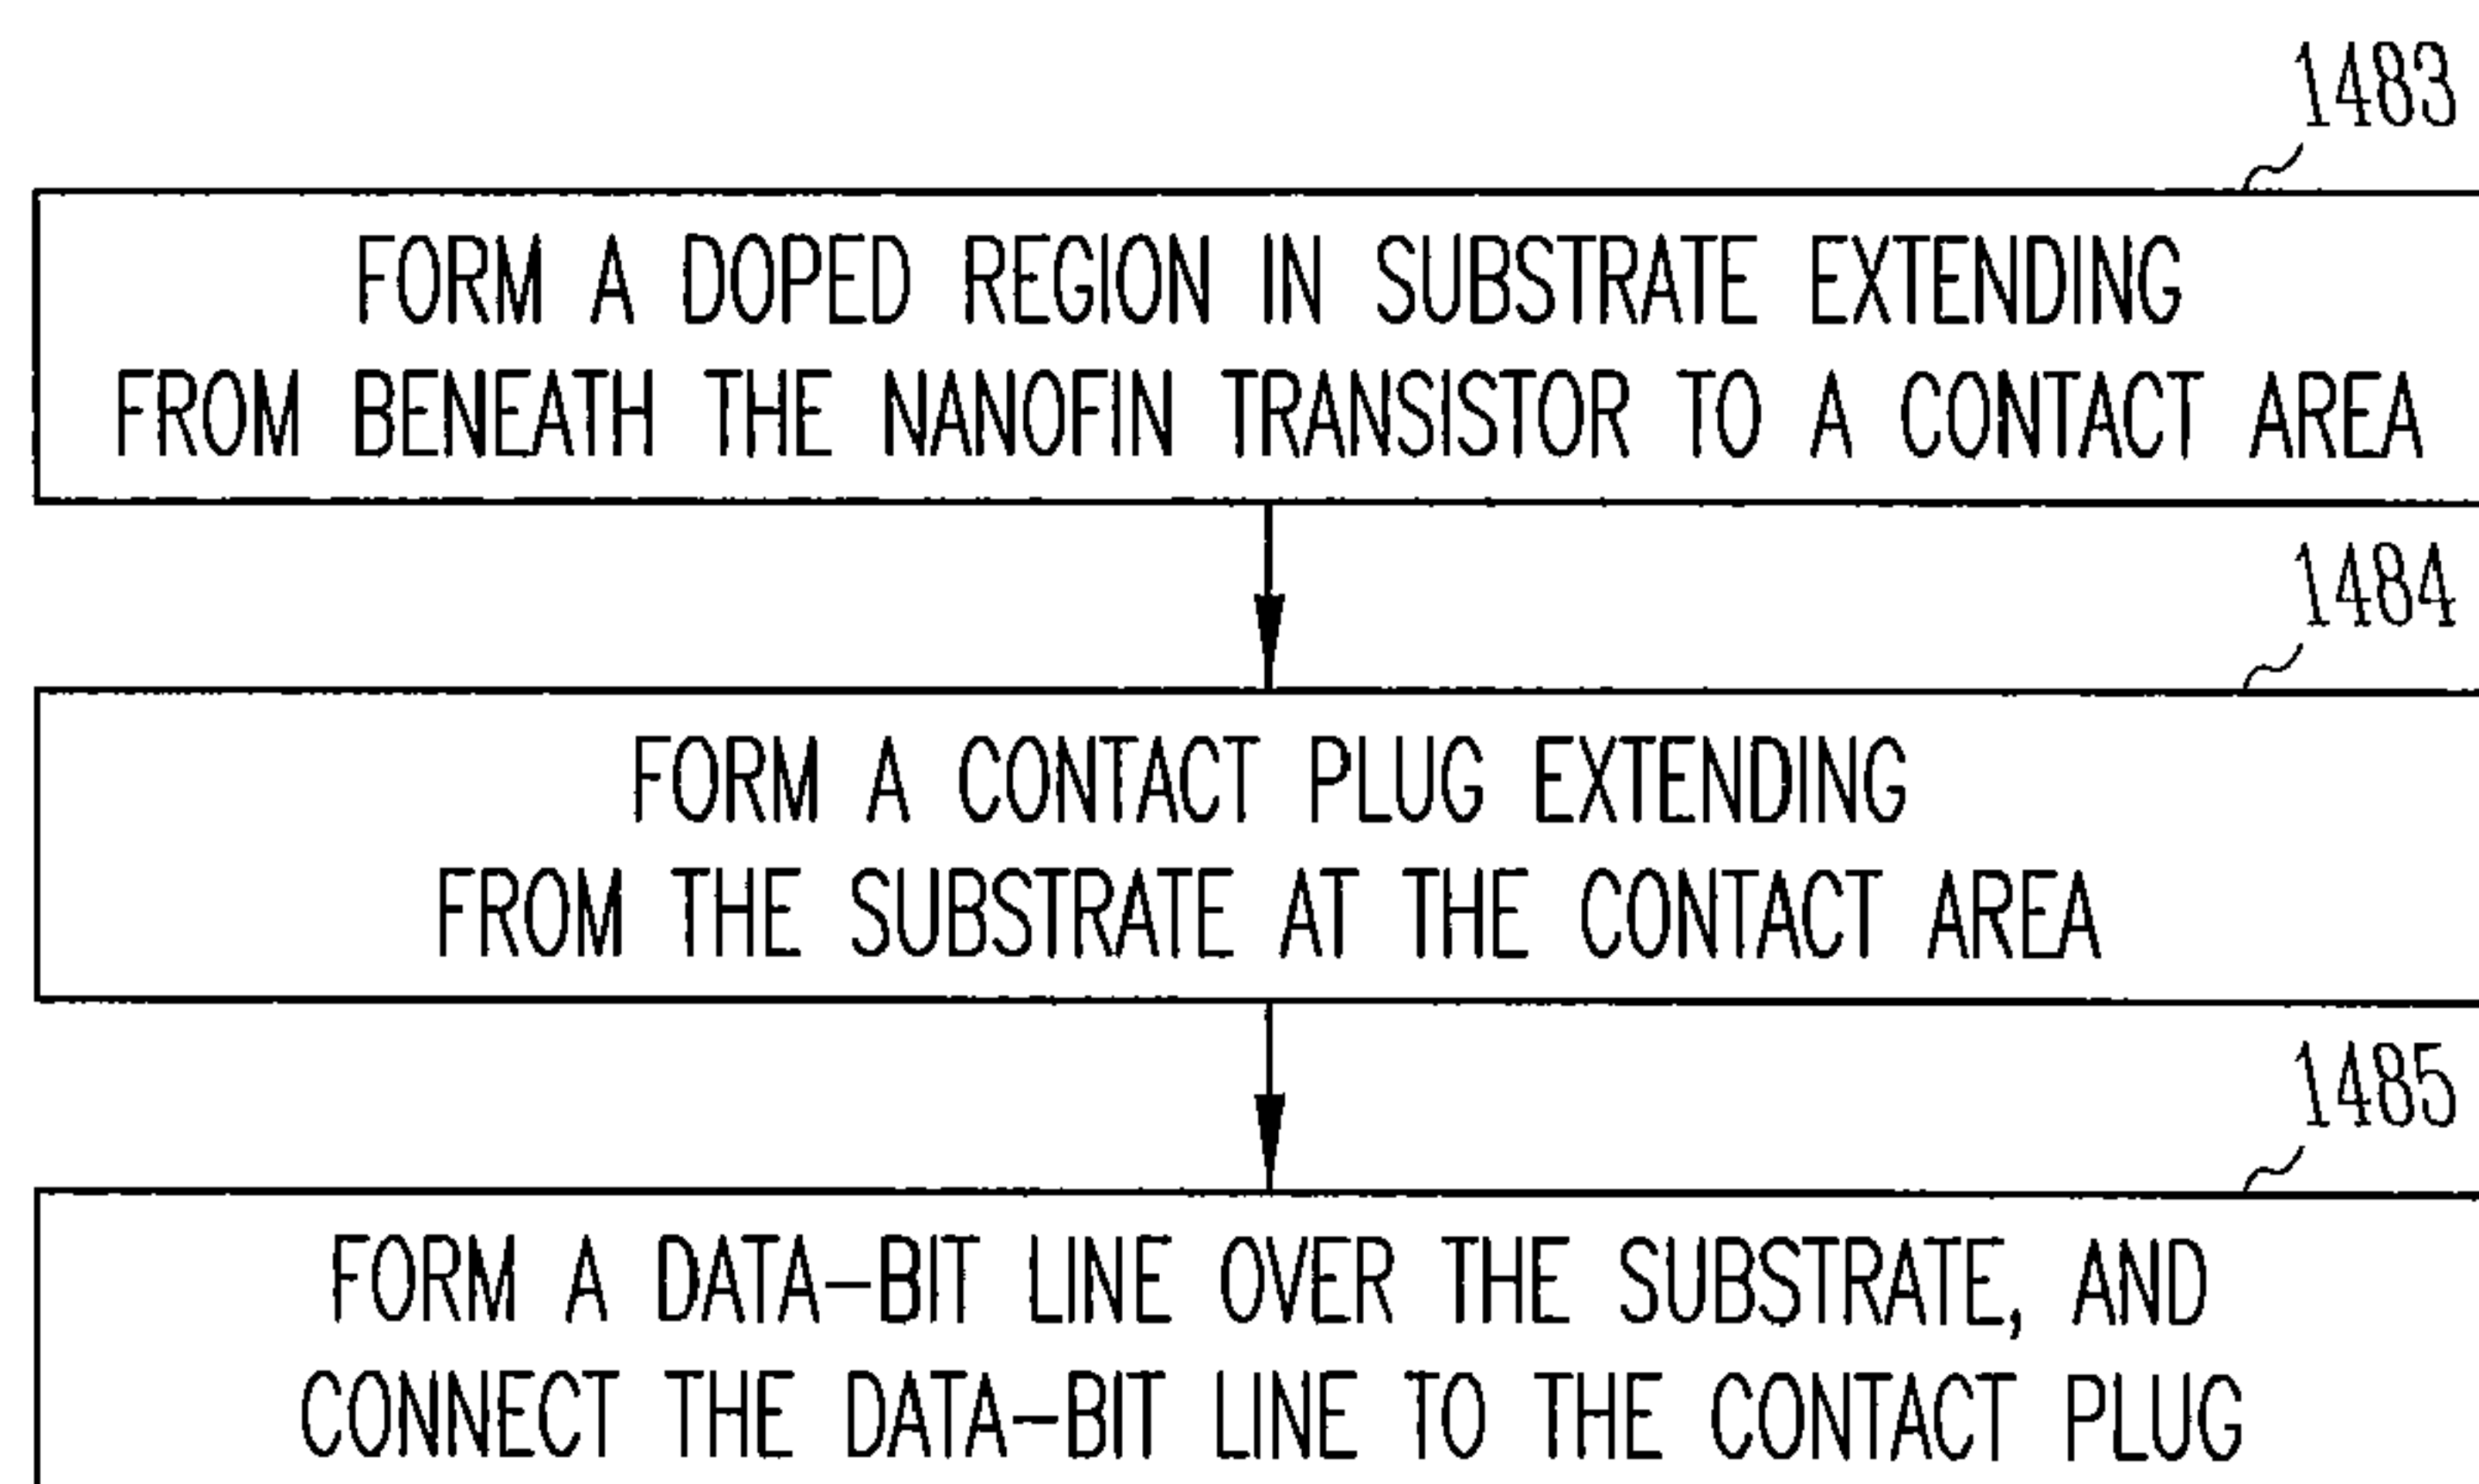 1483
FORM A DOPED REGION IN SUBSTRATE EXTENDING
FROM BENEATH THE NANOFIN TRANSISTOR TO A CONTACT AREA
1484
FORM A CONTACT PLUG EXTENDING
FROM THE SUBSTRATE AT THE CONTACT AREA
1485
FORM A DATA-BIT LINE OVER THE SUBSTRATE, AND
CONNECT THE DATA-BIT LINE TO THE CONTACT PLUG